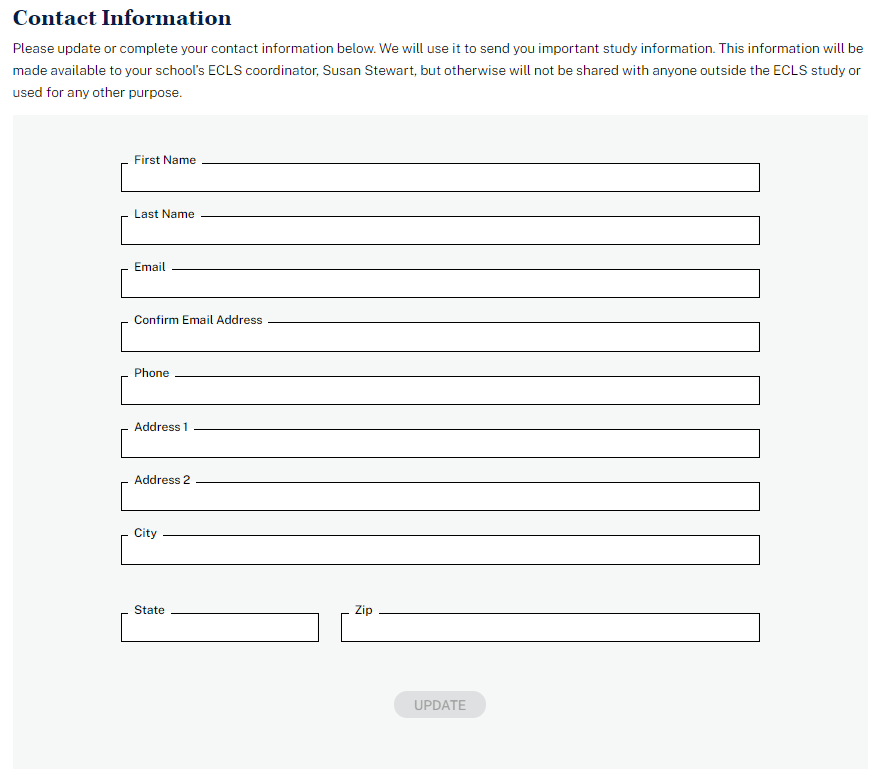 Contact Information
Please update or complete your contact information below. We will use it to send you important study information. This information will be
made available to your school's ECLS coordinator, Susan Stewart, but otherwise will not be shared with anyone outside the ECLS study or
used for any other purpose.
First Name
Last Name
Email
Confirm Email Address
Phone
Address 1
Address 2
City
State Zip
UPDATE